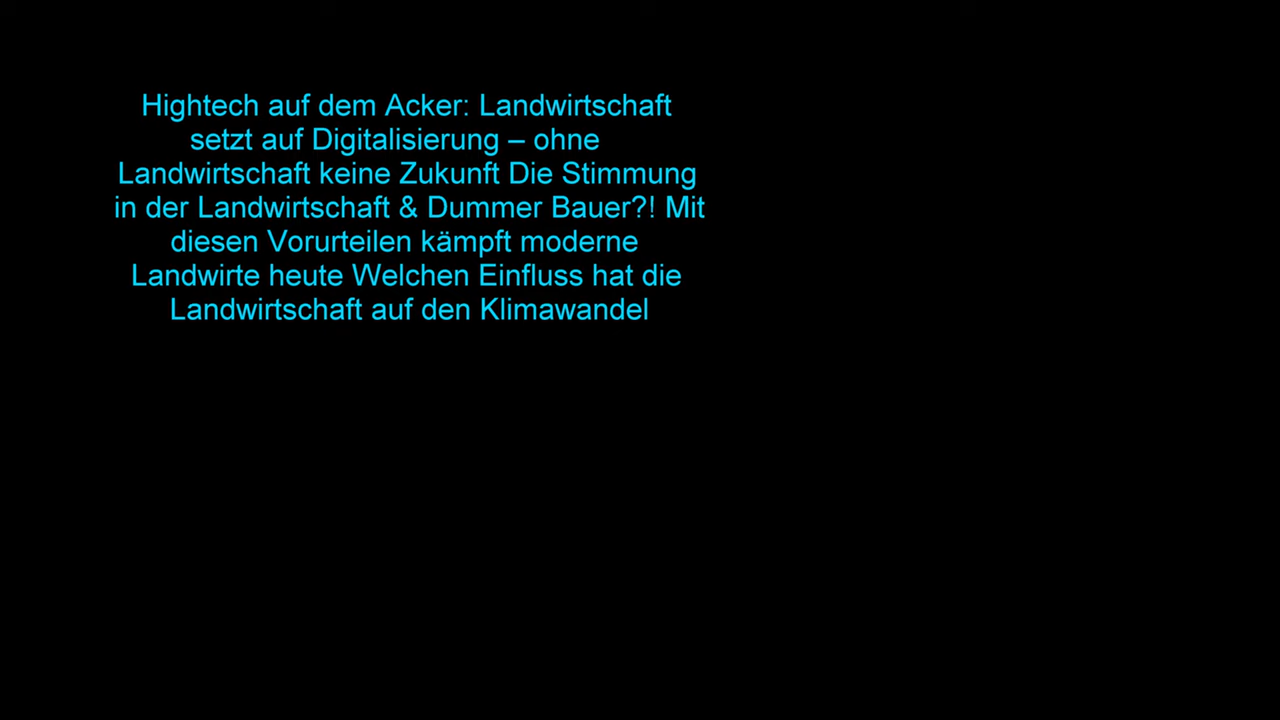 Hightech auf dem Acker: Landwirtschaft
setzt auf Digitalisierung – ohne
Landwirtschaft keine Zukunft Die Stimmung
in der Landwirtschaft & Dummer Bauer?! Mit
diesen Vorurteilen kämpft moderne
Landwirte heute Welchen Einfluss hat die
Landwirtschaft auf den Klimawandel